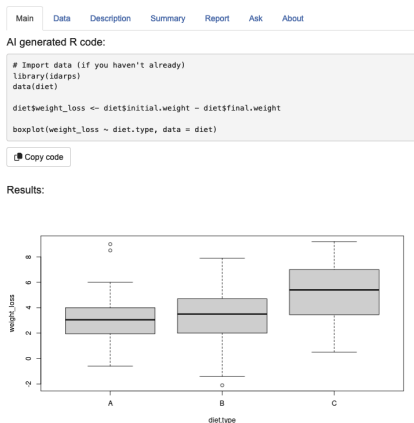 Main Data Description Summary Report Ask About
AI generated R code:
# Import data (if you haven't already)
library(idarps)
data(diet)
diet$weight_loss <- diet$initial.weight - diet$final.weight
boxplot(weight_loss ~ diet.type, data = diet)
Copy code
Results:
8
6
4
2
0
-2
weight_loss
A B C
diet.type